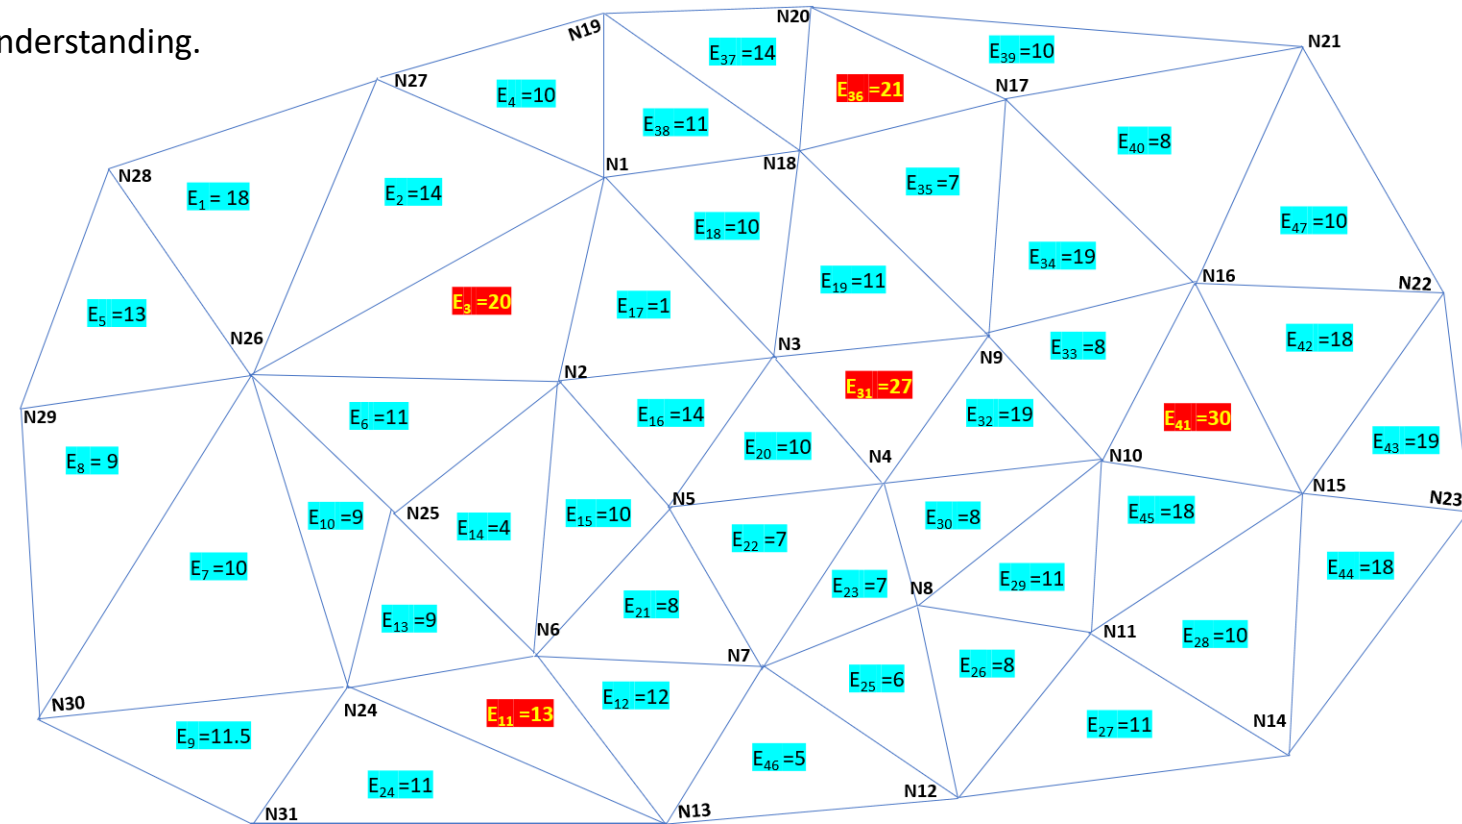 nderstanding.
N19
N20
N21
E37 =14
E39 =10
N27
E4 =10
E36 =21
N17
E38 =11
E40 =8
N28
N1
N18
E1 = 18
E2 =14
E35 =7
E18 =10
E47 =10
E34 =19
N16
N22
E5 =13
E3 =20
E17 =1
E19 =11
N26
N3
N9
E33 =8
E42 =18
N2
E31 =27
N29
E6 =11
E16 =14
E32 =19
E41 =30
E8 = 9
E20 =10
N4
N10
E43 =19
N5
N15
N23
E10 =9
N25
E14 =4
E15 =10
E30 =8
E45 =18
E22 =7
E7 =10
E23 =7
N8
E29 =11
E44 =18
E13 =9
N6
E21 =8
N11
E28 =10
N7
E26 =8
N30
N24
E11 =13
E12 =12
E25 =6
E9 =11.5
E27 =11
N14
E24 =11
E46 =5
N12
N31
N13